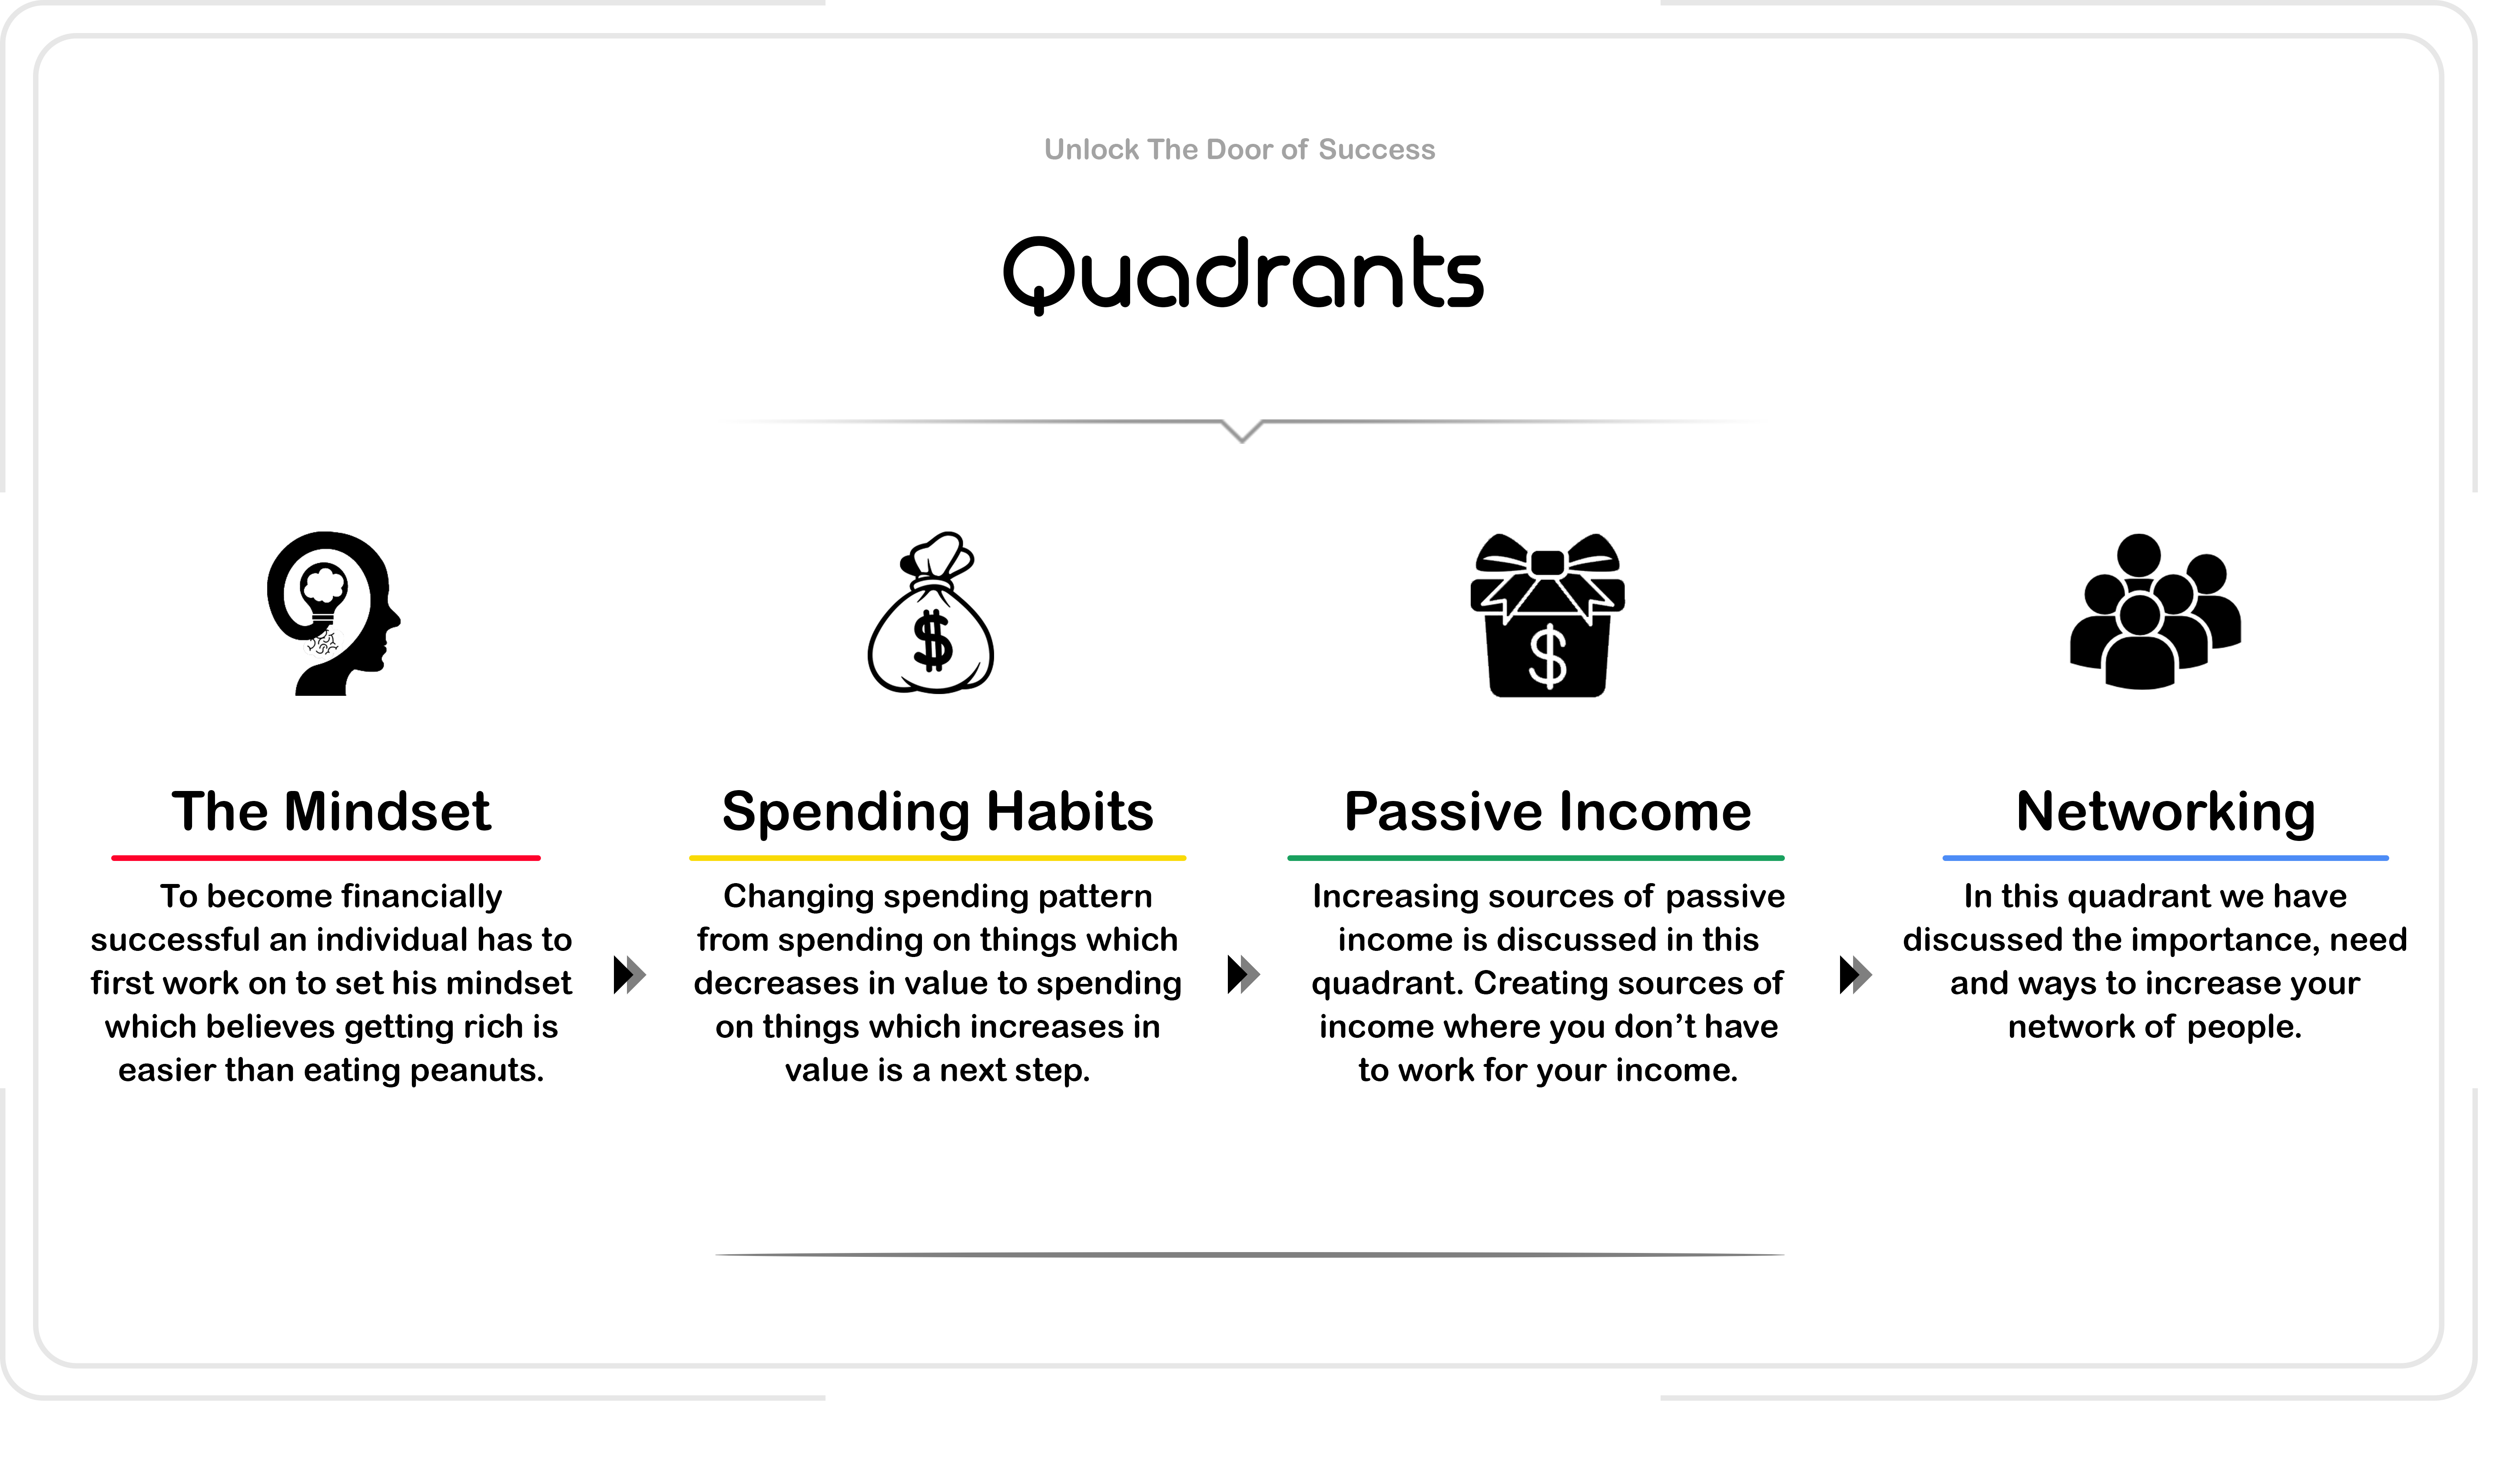 Unlock The Door of Success
Quadrants
The Mindset
To become financially
successful an individual has to
first work on to set his mindset
which believes getting rich is
easier than eating peanuts.
Spending Habits
Changing spending pattern
from spending on things which
decreases in value to spending
on things which increases in
value is a next step.
Passive Income
Increasing sources of passive
income is discussed in this
quadrant. Creating sources of
income where you don’t have
to work for your income.
Networking
In this quadrant we have
discussed the importance, need
and ways to increase your
network of people.